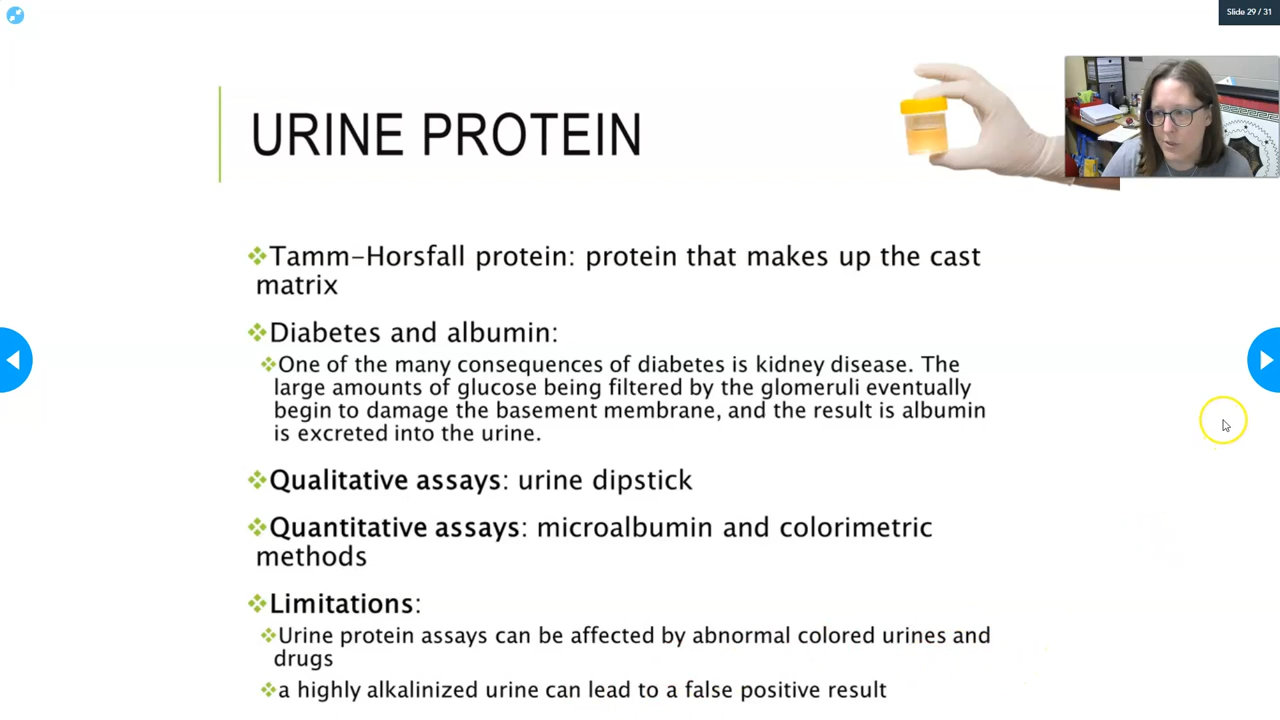 Slide 29 / 31
URINE PROTEIN
Tamm-Horsfall protein: protein that makes up the cast
matrix
Diabetes and albumin:
One of the many consequences of diabetes is kidney disease. The
large amounts of glucose being filtered by the glomeruli eventually
begin to damage the basement membrane, and the result is albumin
is excreted into the urine.
Qualitative assays: urine dipstick
Quantitative assays: microalbumin and colorimetric
methods
Limitations:
Urine protein assays can be affected by abnormal colored urines and
drugs
a highly alkalinized urine can lead to a false positive result